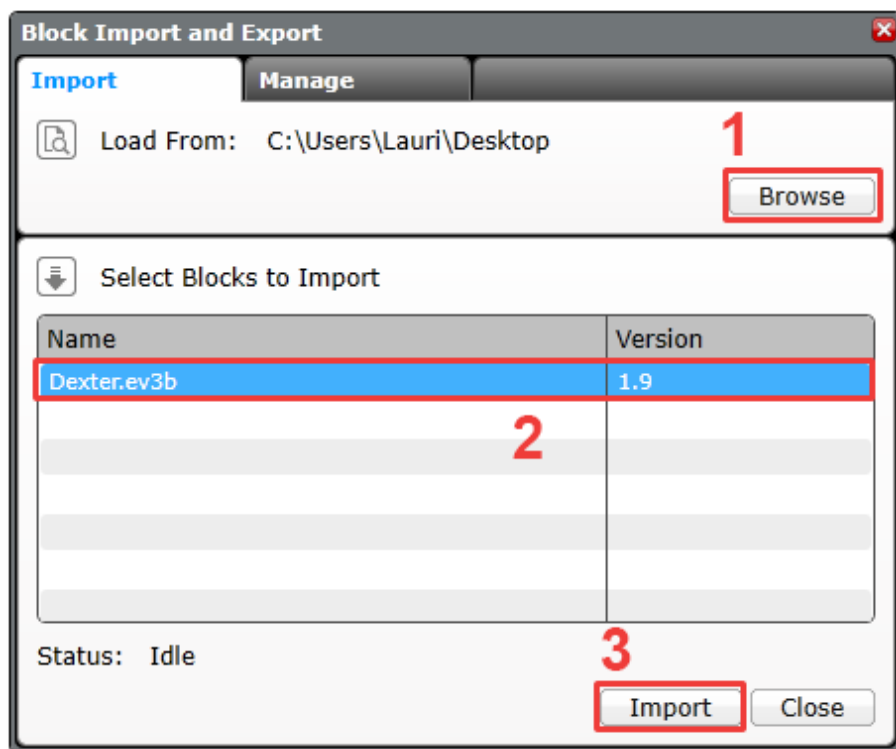 Block Import and Export
Import Manage
Load From: C:\Users\Lauri\Desktop
1
Browse
Select Blocks to Import
Name Version
Dexter.ev3b 1.9
2
Status: Idle
3
Import Close